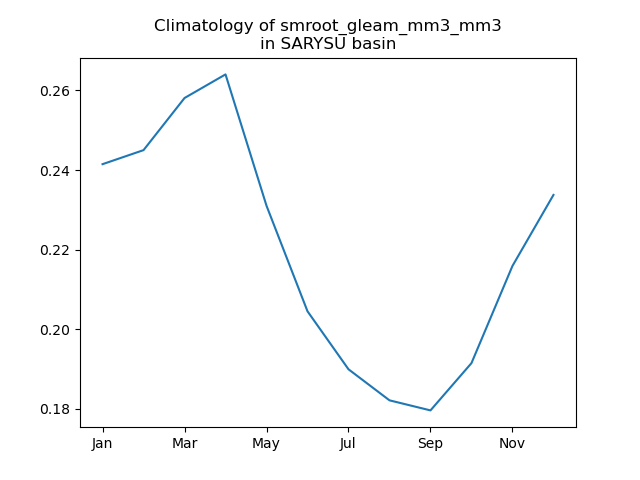 Climatology of smroot_gleam_mm3_mm3
in SARYSU basin
0.26
0.24
0.22
0.20
0.18
Jan Mar May Jul Sep Nov